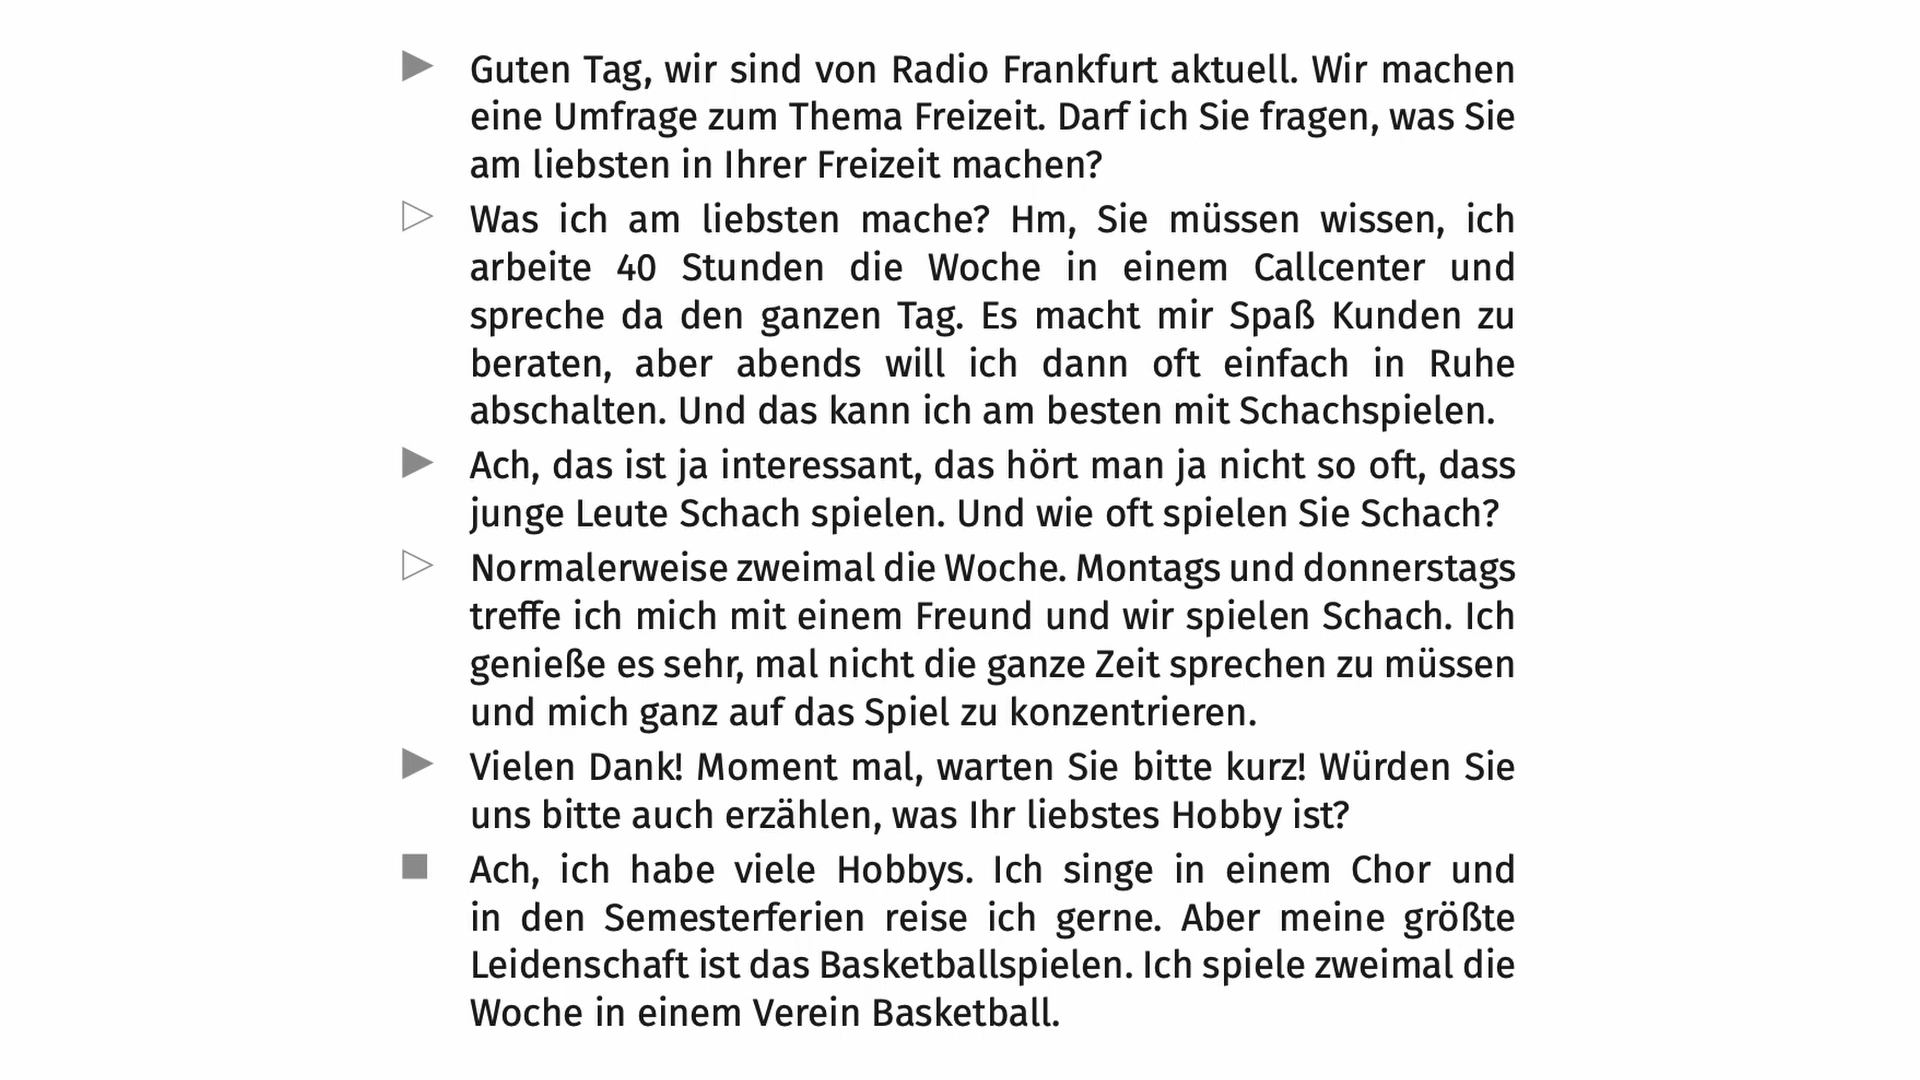 Guten Tag, wir sind von Radio Frankfurt aktuell. Wir machen
eine Umfrage zum Thema Freizeit. Darf ich Sie fragen, was Sie
am liebsten in Ihrer Freizeit machen?
Was ich am liebsten mache? Hm, Sie müssen wissen, ich
arbeite 40 Stunden die Woche in einem Callcenter und
spreche da den ganzen Tag. Es macht mir Spaß Kunden zu
beraten, aber abends will ich dann oft einfach in Ruhe
abschalten. Und das kann ich am besten mit Schachspielen.
Ach, das ist ja interessant, das hört man ja nicht so oft, dass
junge Leute Schach spielen. Und wie oft spielen Sie Schach?
Normalerweise zweimal die Woche. Montags und donnerstags
treffe ich mich mit einem Freund und wir spielen Schach. Ich
genieße es sehr, mal nicht die ganze Zeit sprechen zu müssen
und mich ganz auf das Spiel zu konzentrieren.
Vielen Dank! Moment mal, warten Sie bitte kurz! Würden Sie
uns bitte auch erzählen, was Ihr liebstes Hobby ist?
Ach, ich habe viele Hobbys. Ich singe in einem Chor und
in den Semesterferien reise ich gerne. Aber meine größte
Leidenschaft ist das Basketballspielen. Ich spiele zweimal die
Woche in einem Verein Basketball.